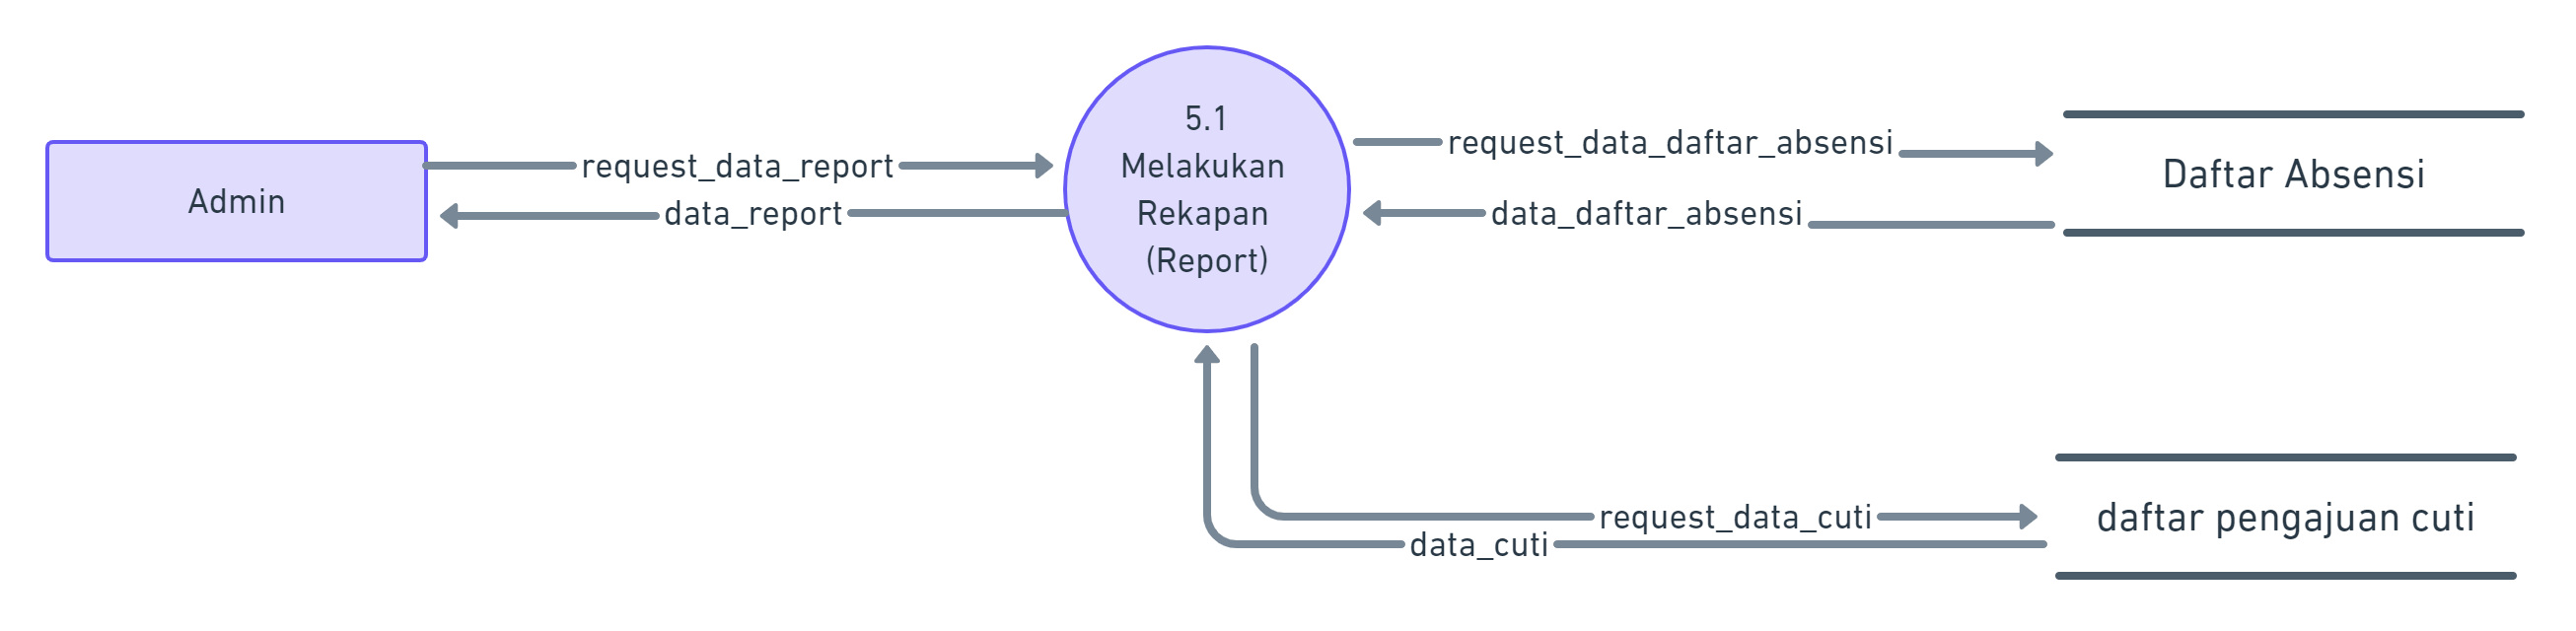 Admin
request_data_report
data_report
5.1
Melakukan
Rekapan
(Report)
request_data_daftar_absensi
data_daftar_absensi
Daftar Absensi
request_data_cuti
data_cuti
daftar pengajuan cuti